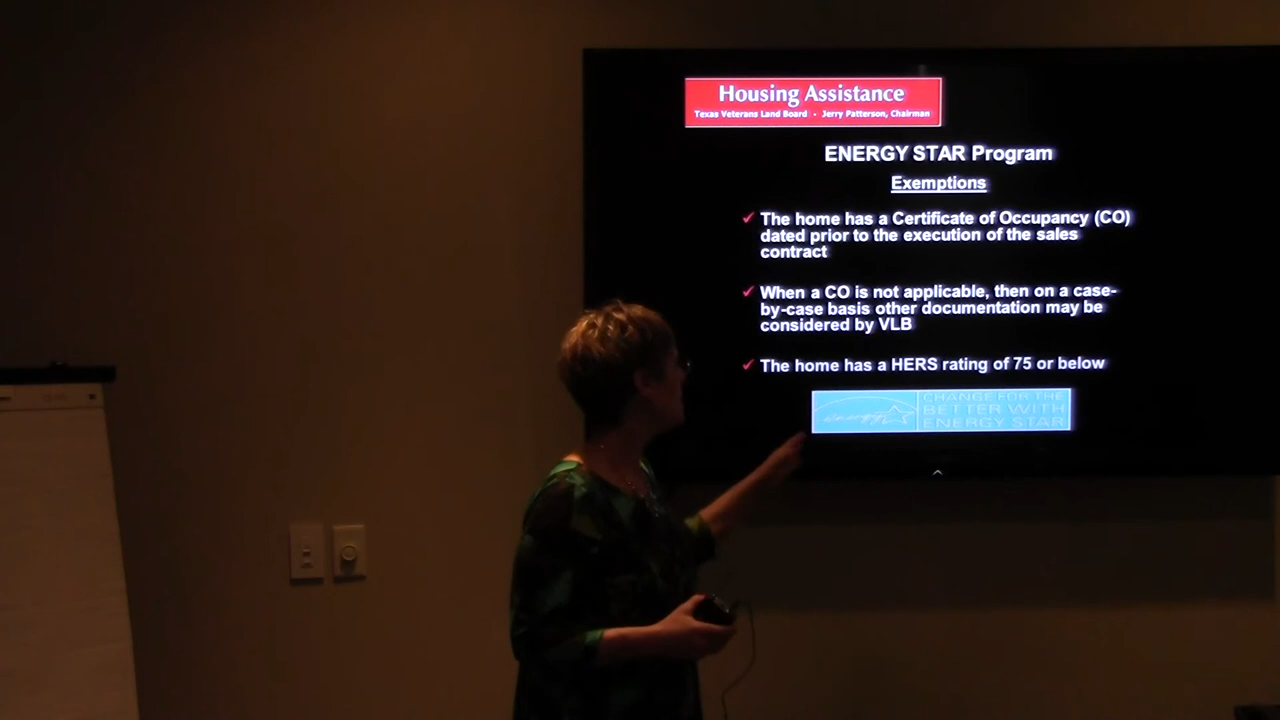 Housing Assistance
Texas Veterans Land Board - Jerry Patterson, Chairman
ENERGY STAR Program
Exemptions
✓ The home has a Certificate of Occupancy (CO)
dated prior to the execution of the sales
contract
✓ When a CO is not applicable, then on a case-
by-case basis other documentation may be
considered by VLB
✓ The home has a HERS rating of 75 or below
energy
CHANGE FOR THE
BETTER WITH
ENERGY STAR